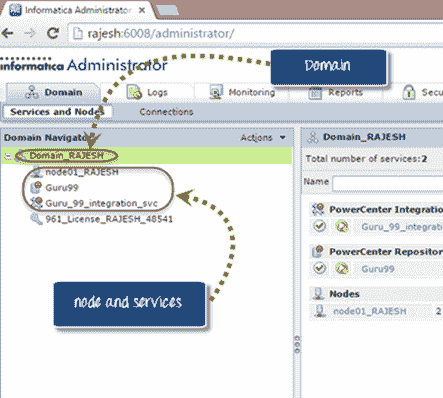 Informatica Administrator
rajesh:6008/administrator/
informatica Administrator
Domain
Domain
Logs
Monitoring
Reports
Secu
Services and Nodes
Connections
Domain Navigator
Actions
Domain_RAJESH
Domain_RAJESH
node01_RAJESH
Guru99
Guru_99_integration_svc
961_License_RAJESH_48541
node and services
Total number of services:2
Name
PowerCenter Integratio
Guru_99_integrati
PowerCenter Repositor
Guru99
Nodes
node01_RAJESH 2